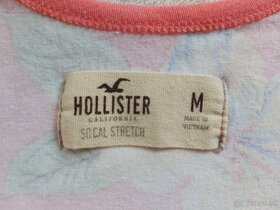 HOLLISTER
CALIFORNIA
SO CAL STRETCH
M
MADE IN
VIETNAM